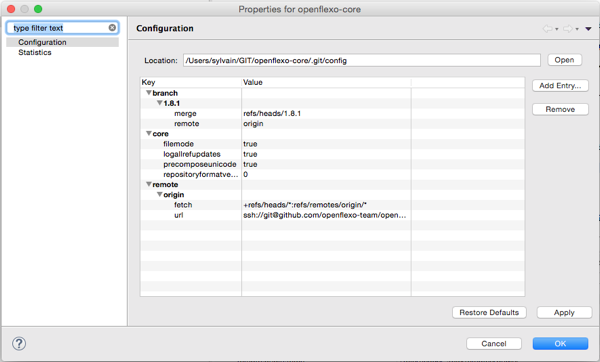 Properties for openflexo-core
type filter text
Configuration
Statistics
Configuration
Location: /Users/sylvain/GIT/openflexo-core/.git/config Open
Key Value
branch
1.8.1
merge refs/heads/1.8.1
remote origin
core
filemode true
logallrefupdates true
precomposeunicode true
repositoryformatve... 0
remote
origin
fetch +refs/heads/*:refs/remotes/origin/*
url ssh://git@github.com/openflexo-team/open...
Add Entry...
Remove
Restore Defaults Apply
? Cancel OK